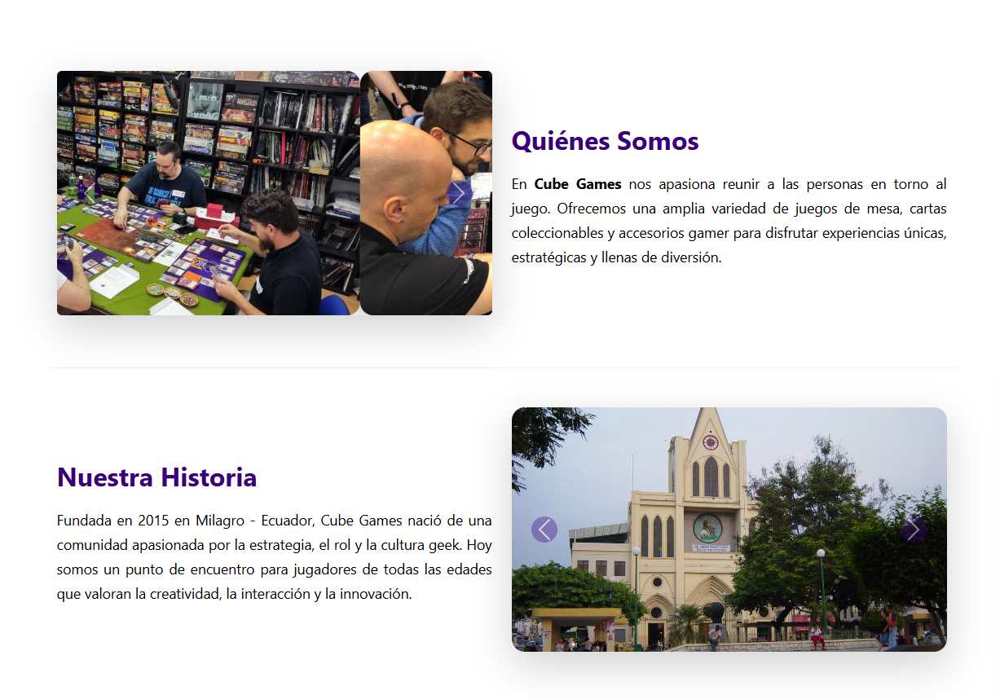 Quiénes Somos
En Cube Games nos apasiona reunir a las personas en torno al
juego. Ofrecemos una amplia variedad de juegos de mesa, cartas
coleccionables y accesorios gamer para disfrutar experiencias únicas,
estratégicas y llenas de diversión.
Nuestra Historia
Fundada en 2015 en Milagro - Ecuador, Cube Games nació de una
comunidad apasionada por la estrategia, el rol y la cultura geek. Hoy
somos un punto de encuentro para jugadores de todas las edades
que valoran la creatividad, la interacción y la innovación.